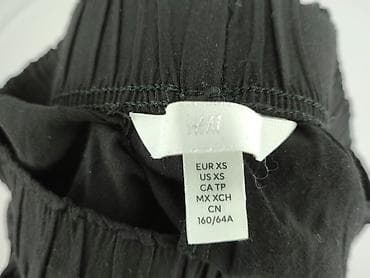 H&M
EUR XS
US XS
CA TP
MX XCH
CN
160/64A